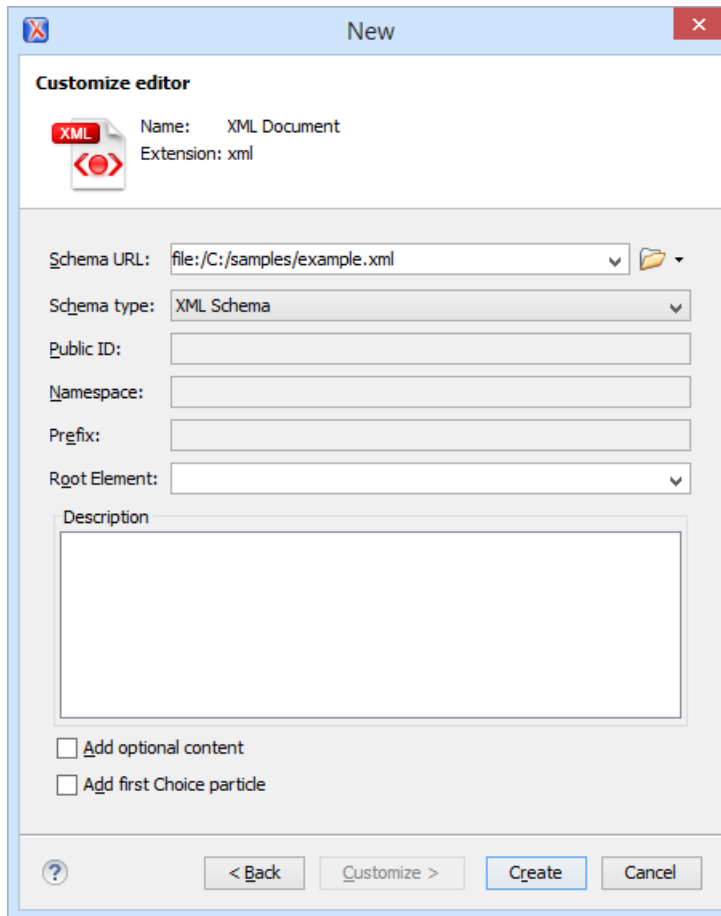 New
Customize editor
XML
Name: XML Document
Extension: xml
Schema URL: file:/C:/samples/example.xml
Schema type: XML Schema
Public ID:
Namespace:
Prefix:
Root Element:
Description
Add optional content
Add first Choice particle
? < Back Customize > Create Cancel